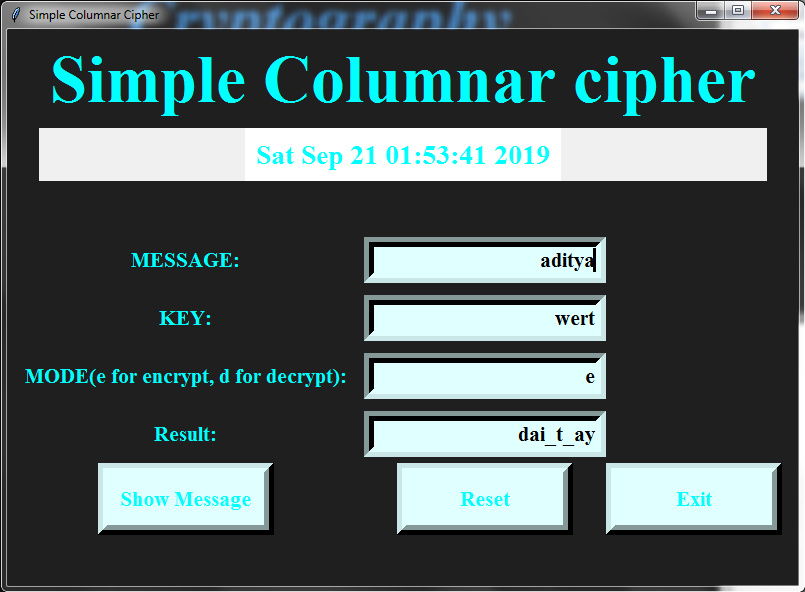 Simple Columnar Cipher
Cryptography
Simple Columnar cipher
Sat Sep 21 01:53:41 2019
MESSAGE: aditya
KEY: wert
MODE(e for encrypt, d for decrypt): e
Result: dai_t_ay
Show Message Reset Exit